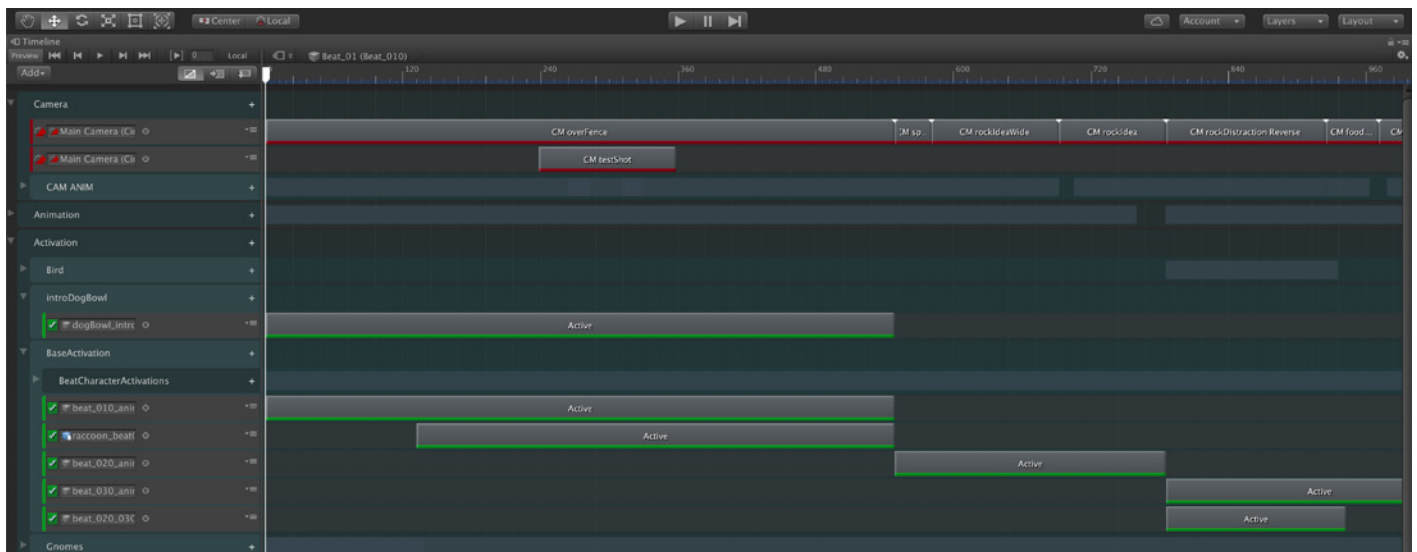 Center Local Account Layers Layout
Timeline
Preview 0 Local Beat_01 (Beat_010)
Add 120 240 360 480 600 720 840 960
Camera
Main Camera (Ci CM overFence CM rockIdeaWide CM rockIdea CM rockDistraction Reverse CM food...
Main Camera (Ci CM testShot
CAM ANIM
Animation
Activation
Bird
introDogBowl
dogBowl_intro Active
BaseActivation
BeatCharacterActivations
beat_010_ani Active
raccoon_beat Active
beat_020_ani Active
beat_030_ani Active
beat_020_030 Active
Gnomes